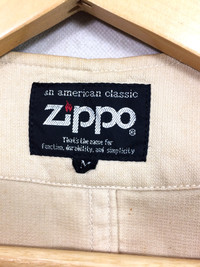 an american classic
zippo®
That's the name for
function, durability, and simplicity
M